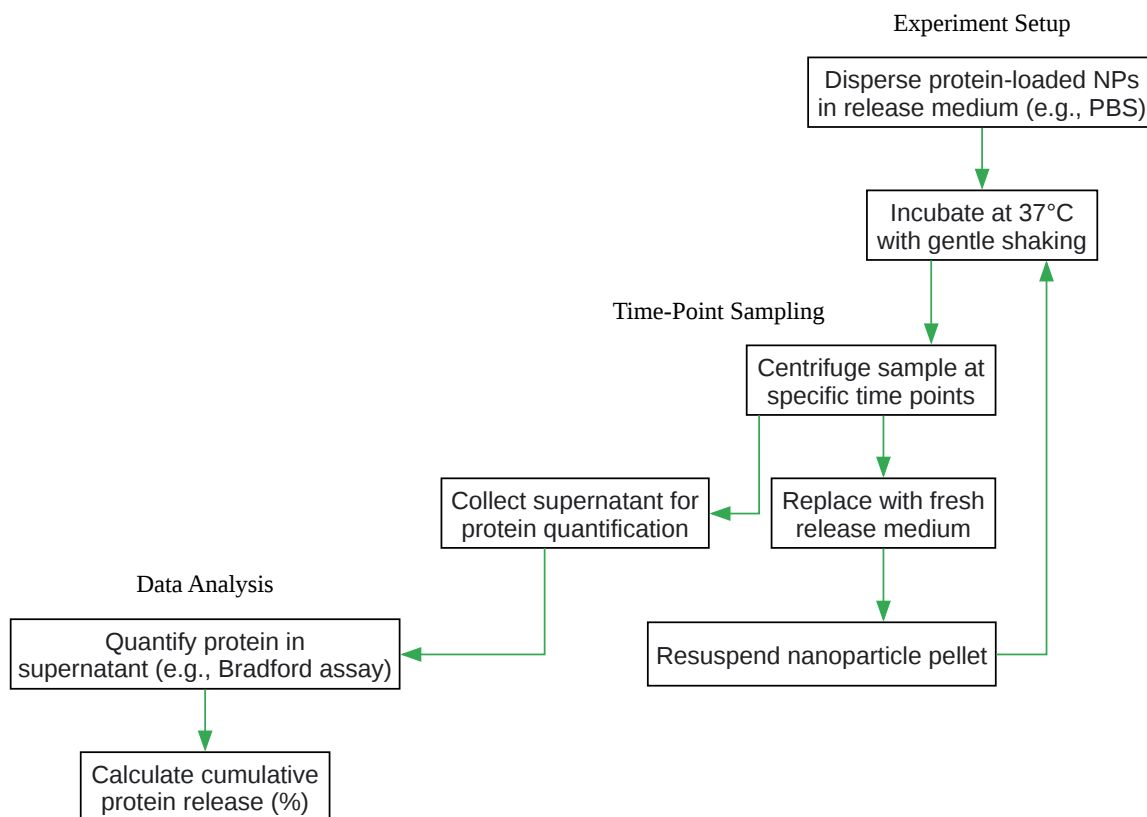 Experiment Setup
Disperse protein-loaded NPs
in release medium (e.g., PBS)
Incubate at 37°C
with gentle shaking
Time-Point Sampling
Centrifuge sample at
specific time points
Collect supernatant for
protein quantification
Replace with fresh
release medium
Resuspend nanoparticle pellet
Data Analysis
Quantify protein in
supernatant (e.g., Bradford assay)
Calculate cumulative
protein release (%)